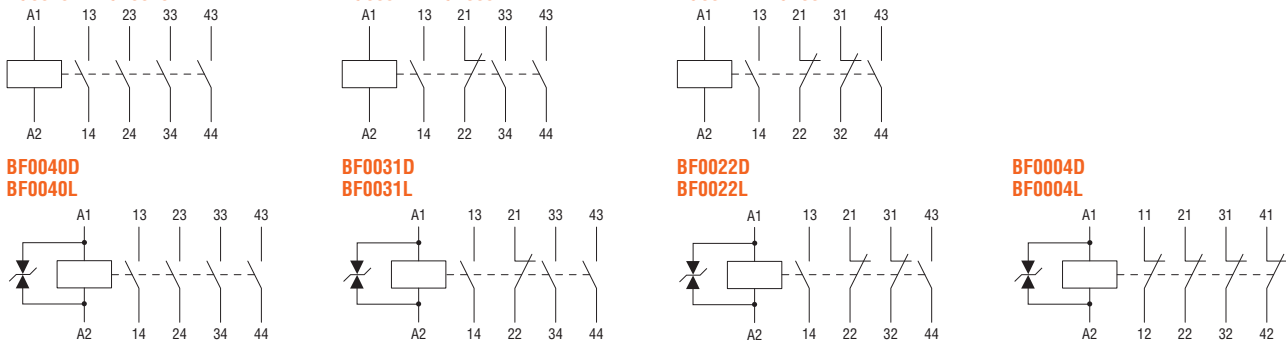 A1 13 23 33 43
A2 14 24 34 44
A1 13 21 33 43
A2 14 22 34 44
A1 13 21 31 43
A2 14 22 32 44
BF0040D
BF0040L
A1 13 23 33 43
A2 14 24 34 44
BF0031D
BF0031L
A1 13 21 33 43
A2 14 22 34 44
BF0022D
BF0022L
A1 13 21 31 43
A2 14 22 32 44
BF0004D
BF0004L
A1 11 21 31 41
A2 12 22 32 42